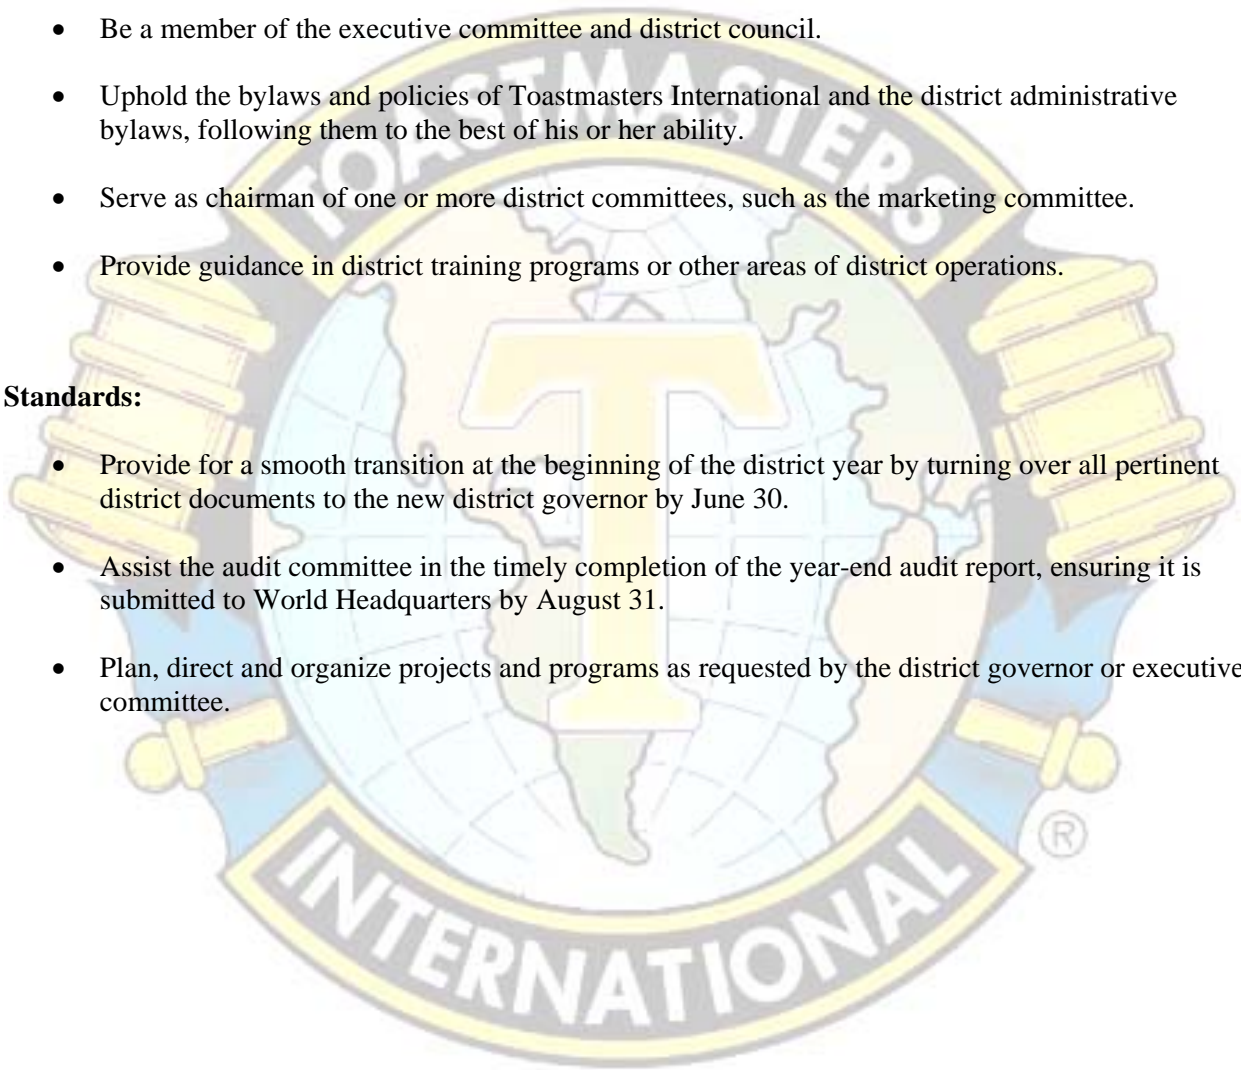 • Be a member of the executive committee and district council.
• Uphold the bylaws and policies of Toastmasters International and the district administrative
bylaws, following them to the best of his or her ability.
• Serve as chairman of one or more district committees, such as the marketing committee.
• Provide guidance in district training programs or other areas of district operations.
Standards:
• Provide for a smooth transition at the beginning of the district year by turning over all pertinent
district documents to the new district governor by June 30.
• Assist the audit committee in the timely completion of the year-end audit report, ensuring it is
submitted to World Headquarters by August 31.
• Plan, direct and organize projects and programs as requested by the district governor or executive
committee.
TOASTMASTERS
T
INTERNATIONAL
®